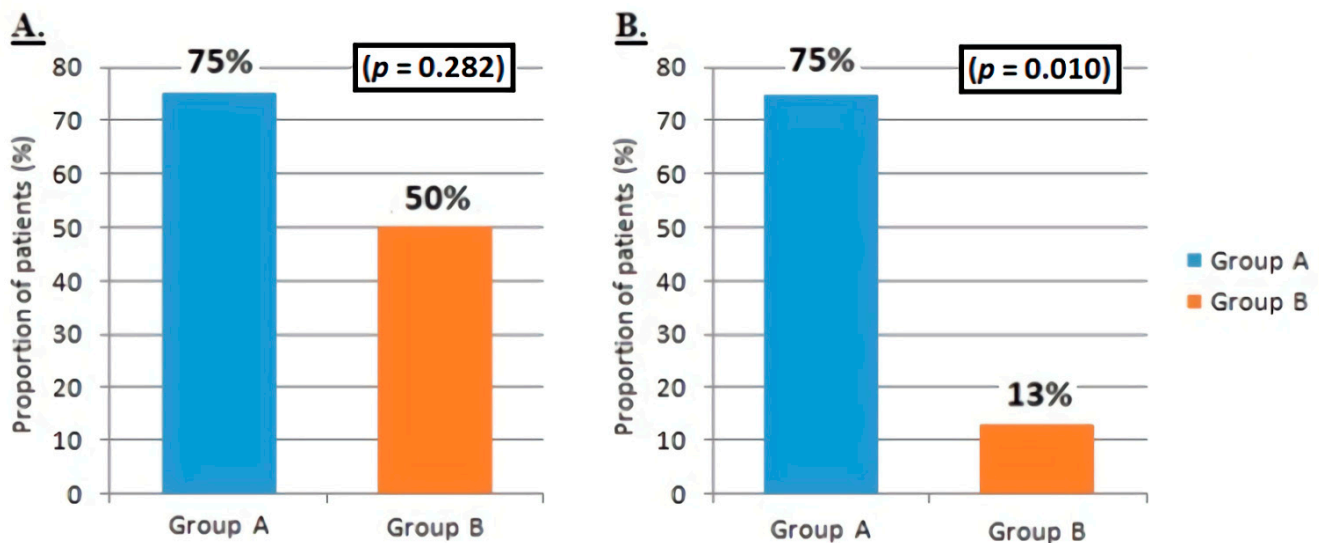 A.
75%
(p = 0.282)
80
70
60
50
40
30
20
10
0
50%
Proportion of patients (%)
Group A
Group B
B.
75%
(p = 0.010)
80
70
60
50
40
30
20
10
0
13%
Proportion of patients (%)
Group A
Group B
Group A
Group B